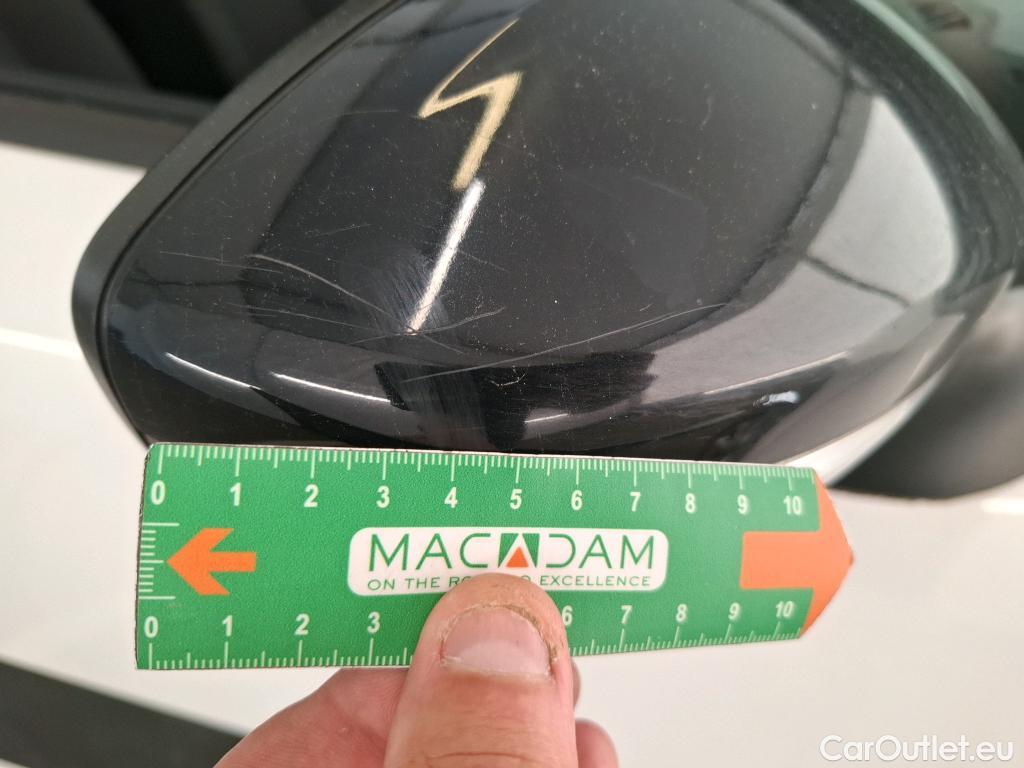 0 1 2 3 4 5 6 7 8 9 10
MACADAM
ON THE RO O EXCELLENCE
0 1 2 3 6 7 8 9 10
CarOutlet.eu